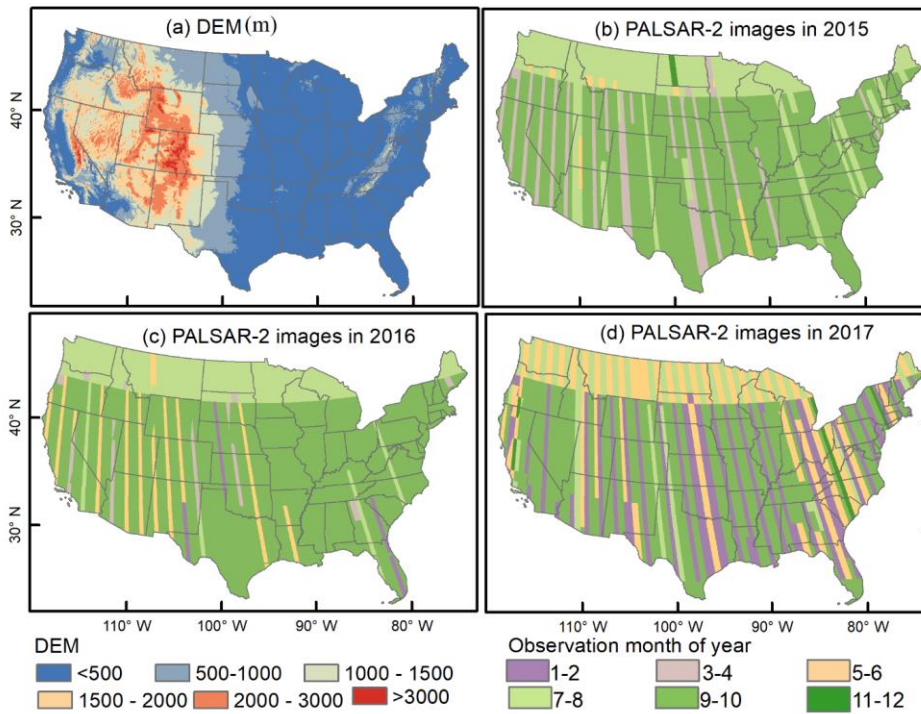 (a) DEM(m)
(b) PALSAR-2 images in 2015
40° N
30° N
(c) PALSAR-2 images in 2016
(d) PALSAR-2 images in 2017
40° N
30° N
110° W 100° W 90° W 80° W 110° W 100° W 90° W 80° W
DEM
<500 500-1000 1000 - 1500
1500 - 2000 2000 - 3000 >3000
Observation month of year
1-2 3-4 5-6
7-8 9-10 11-12